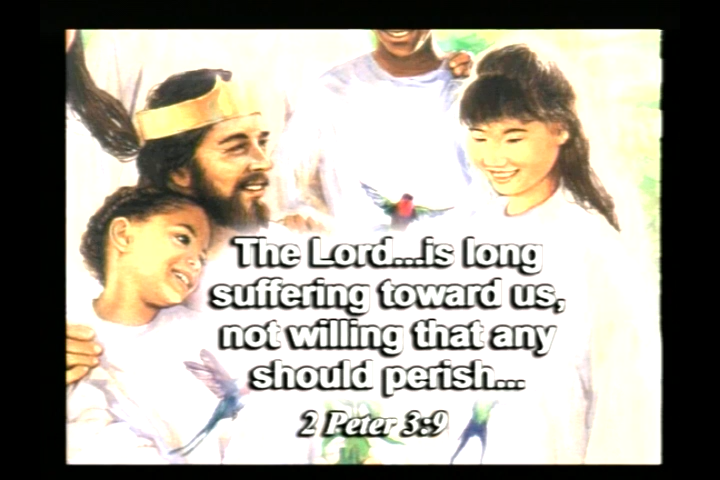 The Lord...is long
suffering toward us,
not willing that any
should perish...
2 Peter 3:9